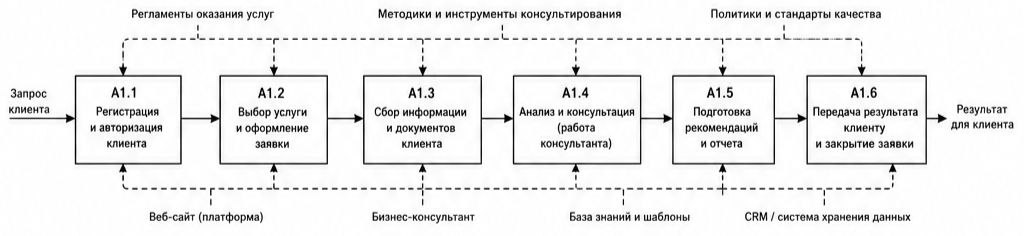 Регламенты оказания услуг
Методики и инструменты консультирования
Политики и стандарты качества
Запрос
клиента
A1.1
Регистрация
и авторизация
клиента
A1.2
Выбор услуги
и оформление
заявки
A1.3
Сбор информации
и документов
клиента
A1.4
Анализ и консультация
(работа
консультанта)
A1.5
Подготовка
рекомендаций
и отчета
A1.6
Передача результата
клиенту
и закрытие заявки
Результат
для клиента
Веб-сайт (платформа)
Бизнес-консультант
База знаний и шаблоны
CRM / система хранения данных